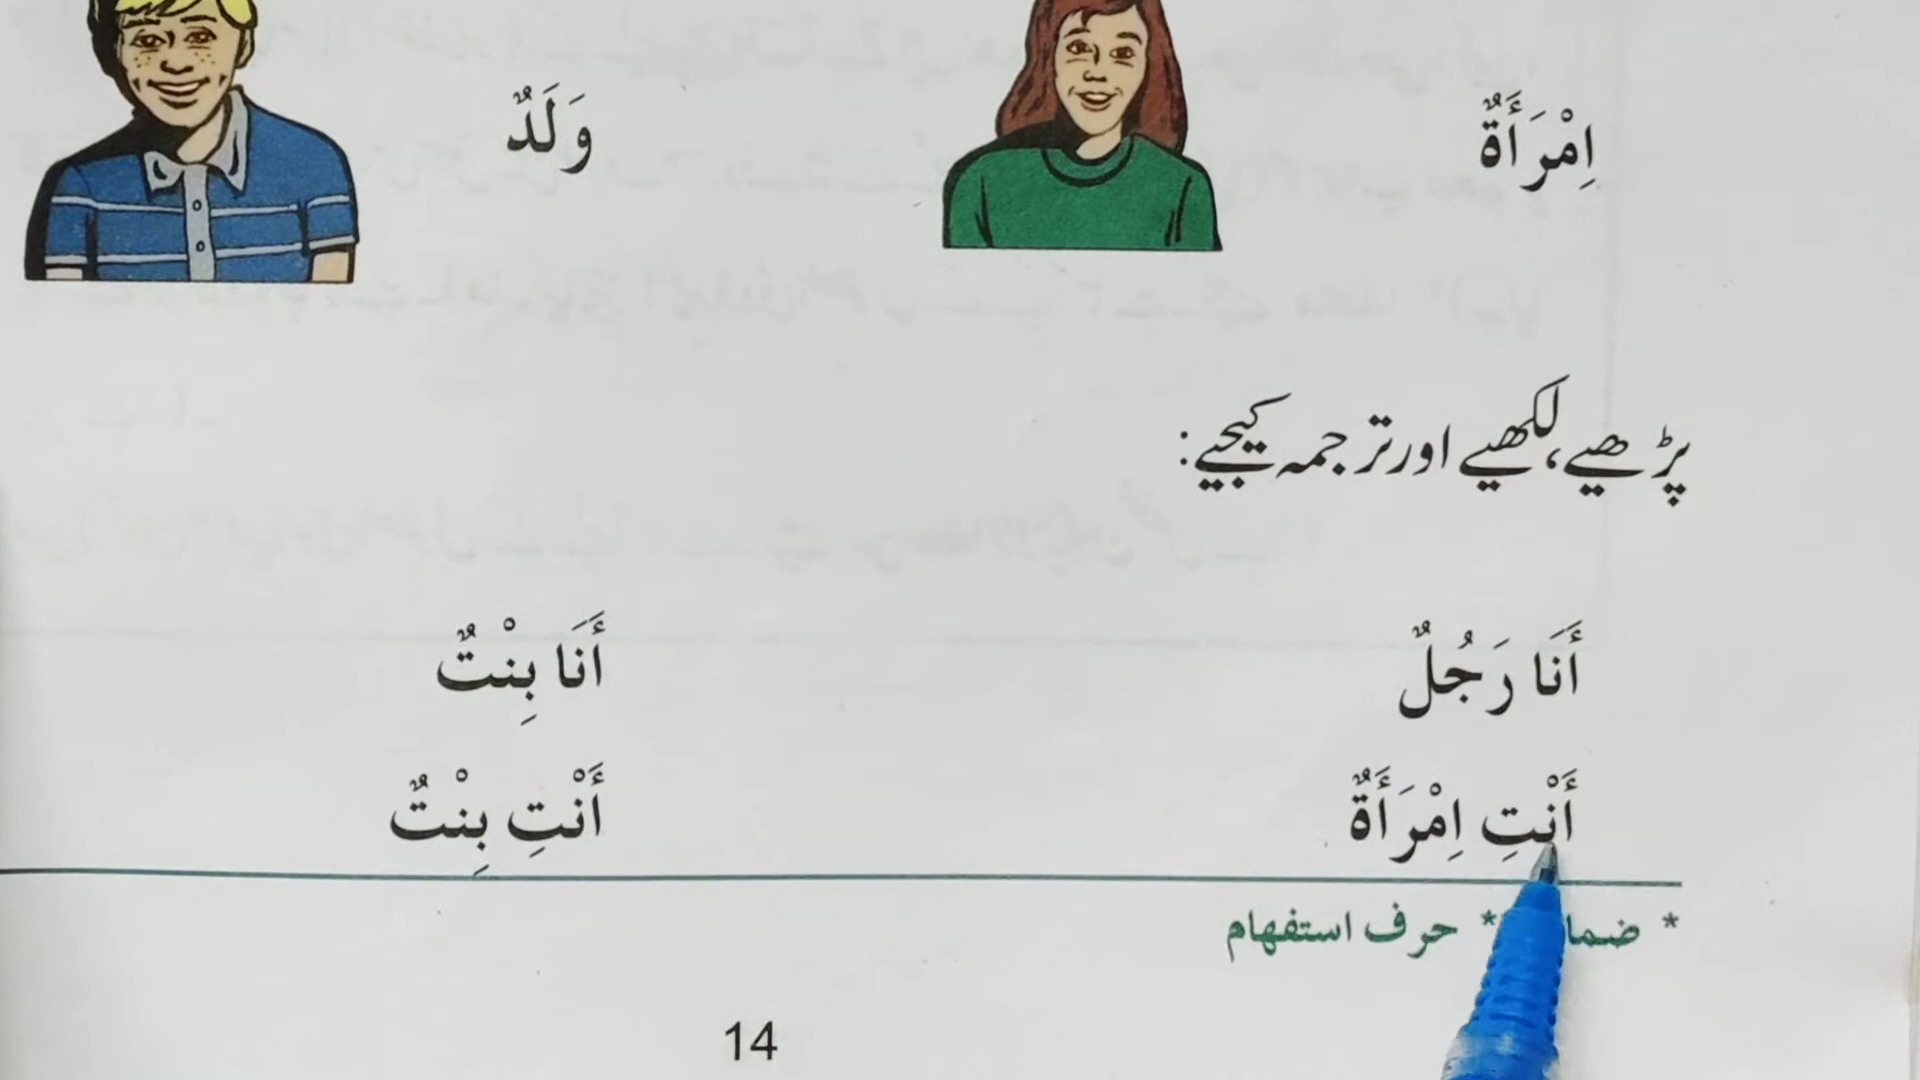 اِمْرَأَةٌ
وَلَدٌ
پڑھیے، لکھیے اور ترجمہ کیجیے:
أَنَا رَجُلٌ
أَنَا بِنْتٌ
أَنْتِ اِمْرَأَةٌ
أَنْتِ بِنْتٌ
* * حرف استفهام
14